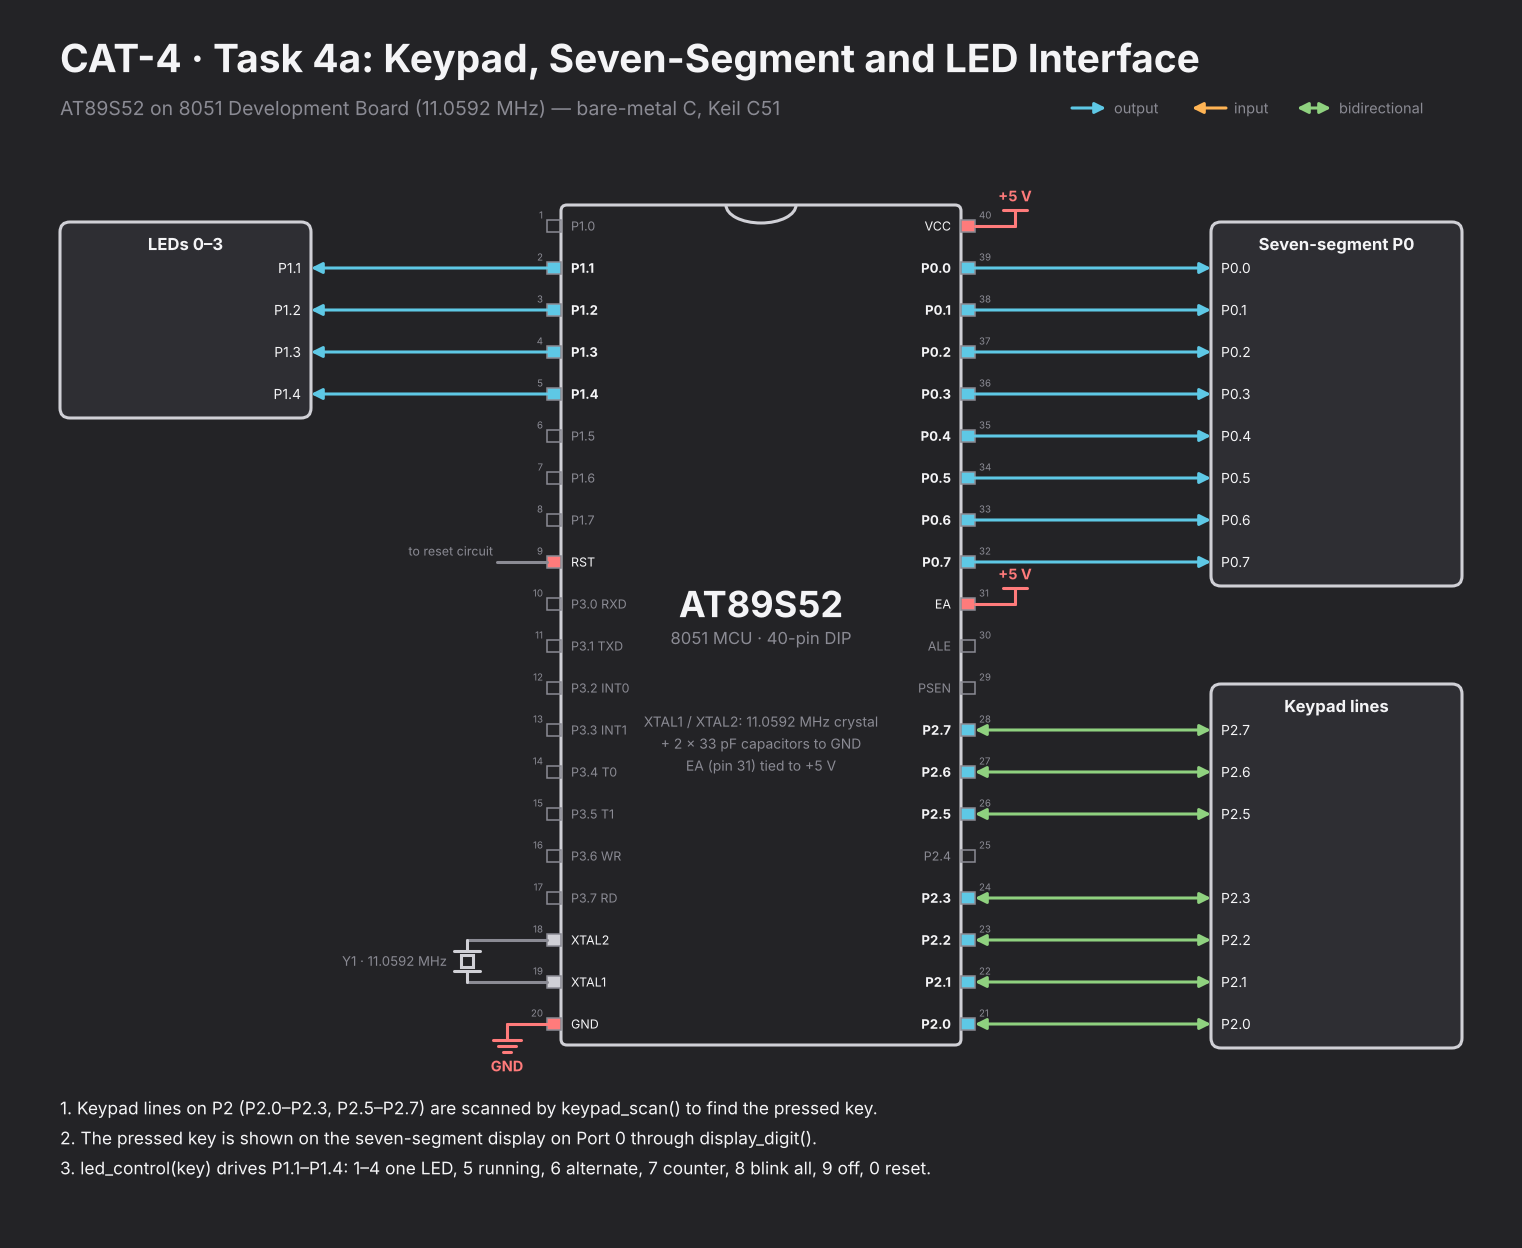 CAT-4 · Task 4a: Keypad, Seven-Segment and LED Interface
AT89S52 on 8051 Development Board (11.0592 MHz) — bare-metal C, Keil C51
output
input
bidirectional
LEDs 0–3
P1.1
P1.2
P1.3
P1.4
1 P1.0
2 P1.1
3 P1.2
4 P1.3
5 P1.4
6 P1.5
7 P1.6
8 P1.7
to reset circuit
9 RST
10 P3.0 RXD
11 P3.1 TXD
12 P3.2 INT0
13 P3.3 INT1
14 P3.4 T0
15 P3.5 T1
16 P3.6 WR
17 P3.7 RD
18 XTAL2
Y1 · 11.0592 MHz
19 XTAL1
20 GND
GND
AT89S52
8051 MCU · 40-pin DIP
XTAL1 / XTAL2: 11.0592 MHz crystal
+ 2 × 33 pF capacitors to GND
EA (pin 31) tied to +5 V
+5 V
VCC 40
P0.0 39
P0.1 38
P0.2 37
P0.3 36
P0.4 35
P0.5 34
P0.6 33
P0.7 32
+5 V
EA 31
ALE 30
PSEN 29
P2.7 28
P2.6 27
P2.5 26
P2.4 25
P2.3 24
P2.2 23
P2.1 22
P2.0 21
Seven-segment P0
P0.0
P0.1
P0.2
P0.3
P0.4
P0.5
P0.6
P0.7
Keypad lines
P2.7
P2.6
P2.5
P2.3
P2.2
P2.1
P2.0
1. Keypad lines on P2 (P2.0–P2.3, P2.5–P2.7) are scanned by keypad_scan() to find the pressed key.
2. The pressed key is shown on the seven-segment display on Port 0 through display_digit().
3. led_control(key) drives P1.1–P1.4: 1–4 one LED, 5 running, 6 alternate, 7 counter, 8 blink all, 9 off, 0 reset.